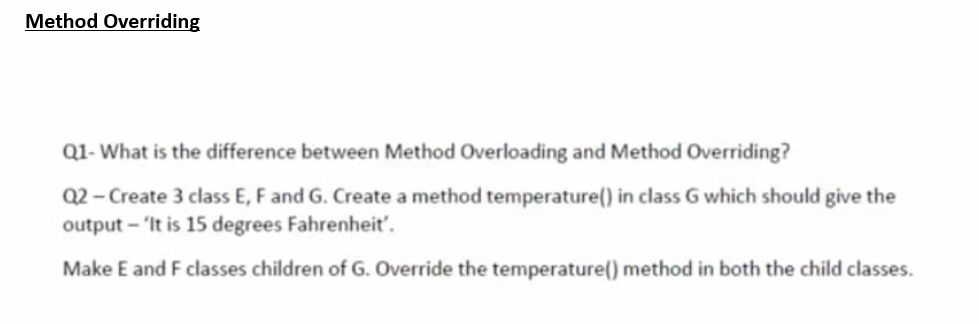 Method Overriding
Q1- What is the difference between Method Overloading and Method Overriding?
Q2 – Create 3 class E, F and G. Create a method temperature() in class G which should give the
output – 'It is 15 degrees Fahrenheit'.
Make E and F classes children of G. Override the temperature() method in both the child classes.